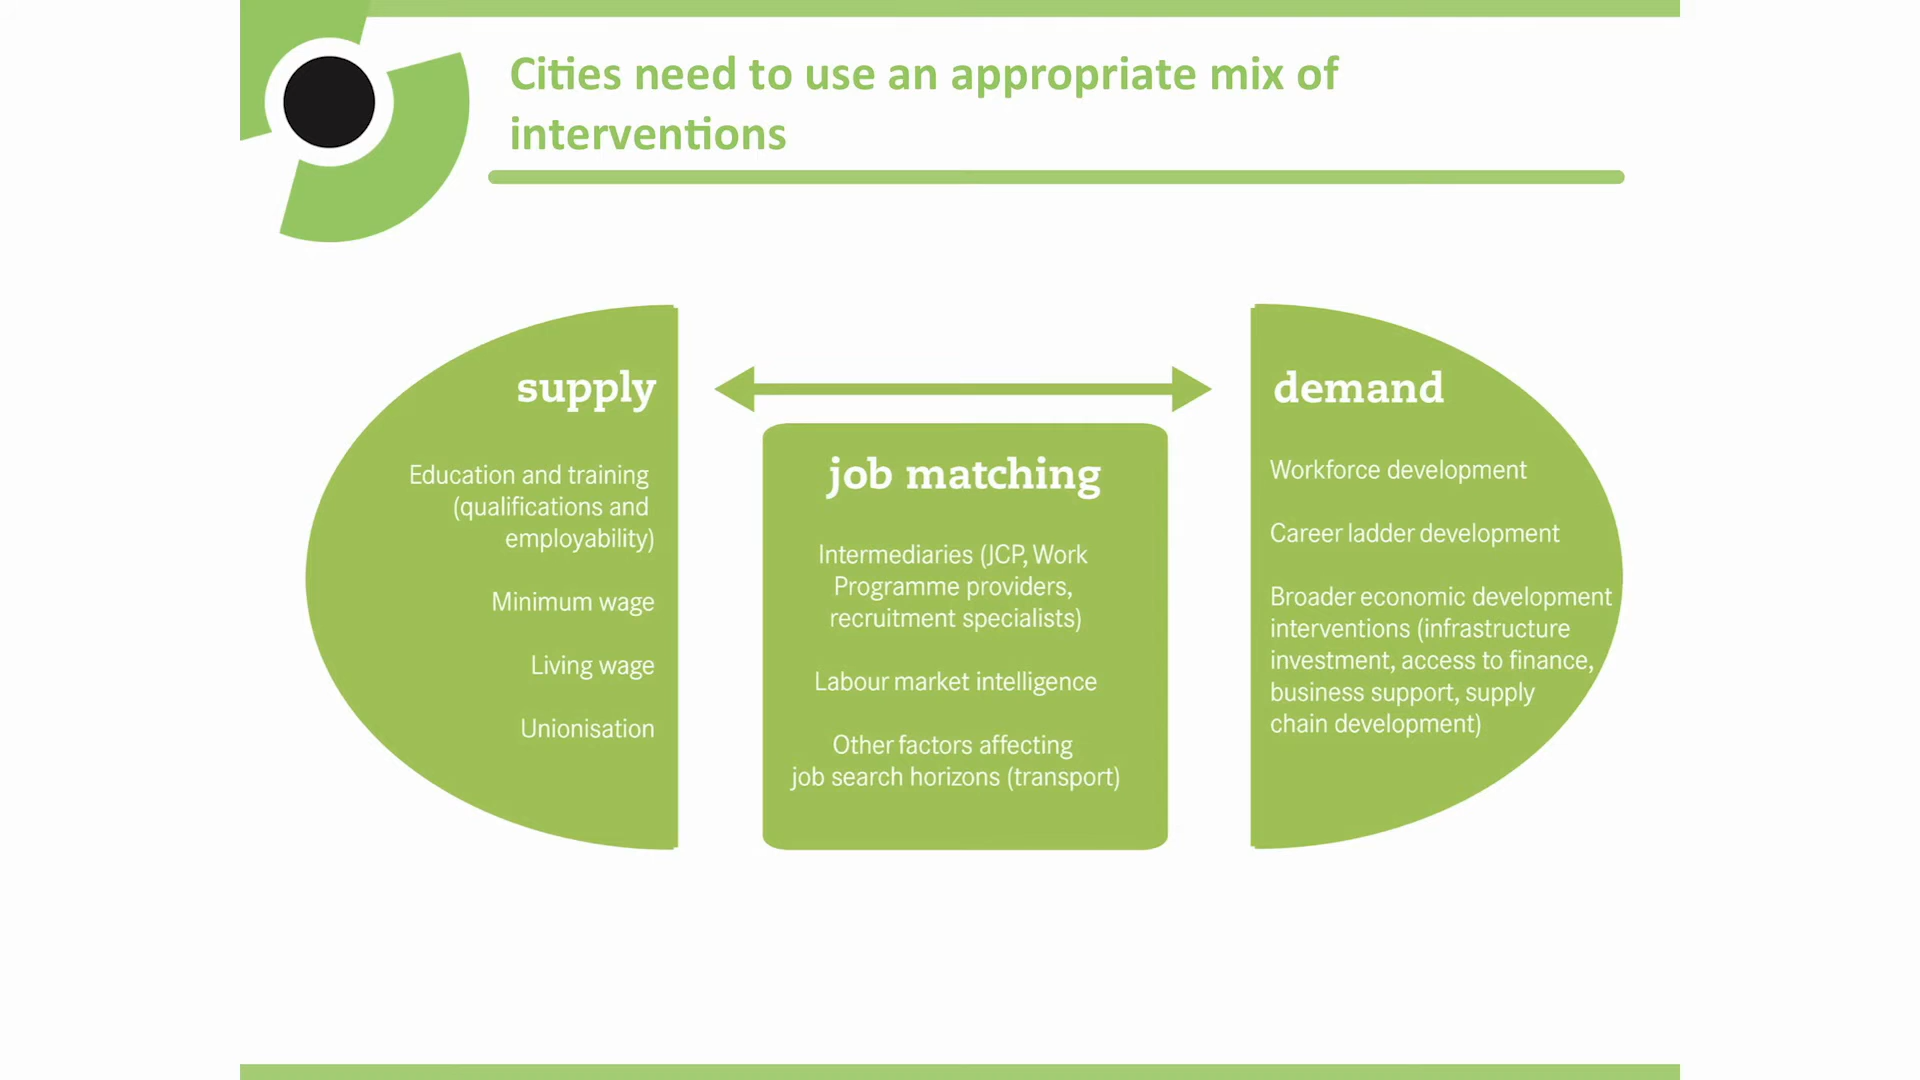 Cities need to use an appropriate mix of
interventions
supply
Education and training
(qualifications and
employability)
Minimum wage
Living wage
Unionisation
job matching
Intermediaries (JCP, Work
Programme providers,
recruitment specialists)
Labour market intelligence
Other factors affecting
job search horizons (transport)
demand
Workforce development
Career ladder development
Broader economic development
interventions (infrastructure
investment, access to finance,
business support, supply
chain development)